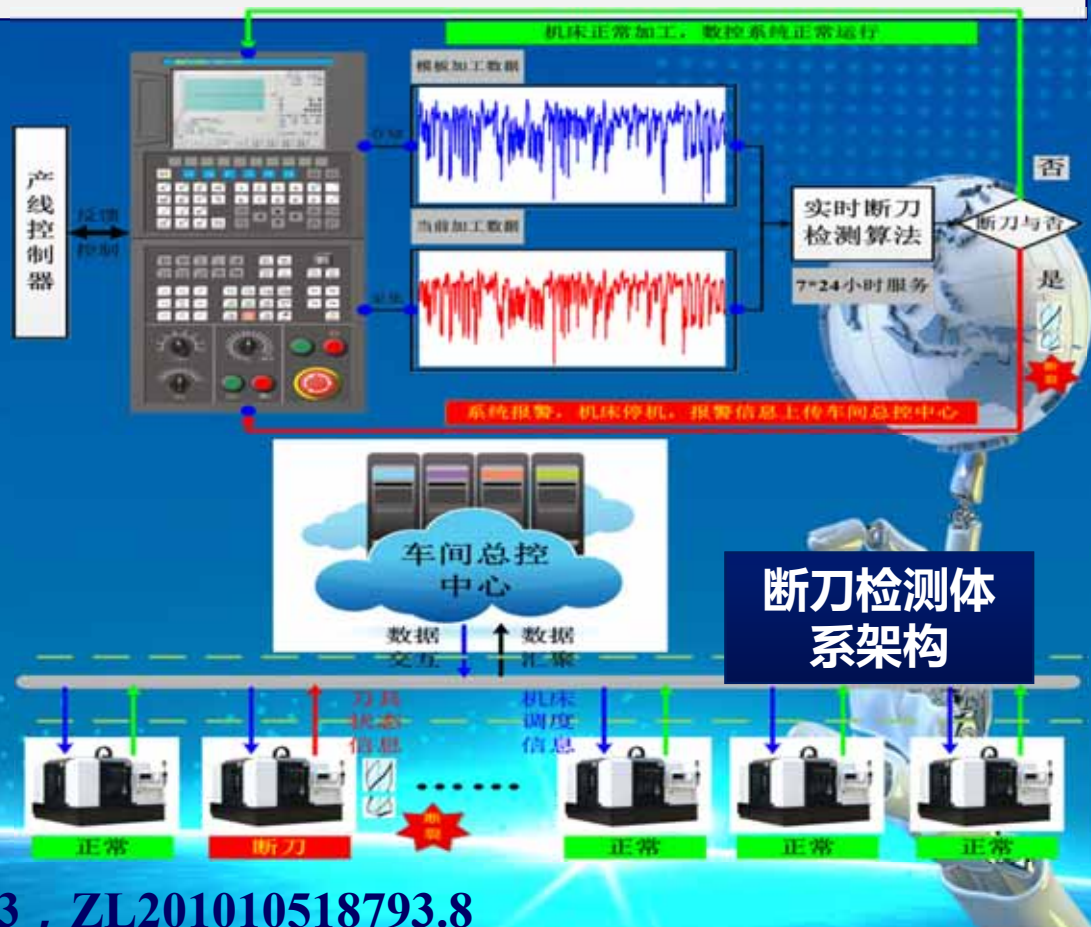 机床正常加工，数控系统正常运行
模板加工数据
产
线
控
制
器
反馈
控制
当前加工数据
采集
实时断刀
检测算法
7*24小时服务
断刀与否
否
是
断
裂
系统报警，机床停机，报警信息上传车间总控中心
车间总控
中心
数据
交互
数据
汇聚
断刀检测体
系架构
刀具
状态
信息
机床
调度
信息
断
裂
正常
断刀
正常
正常
正常
3，ZL201010518793.8